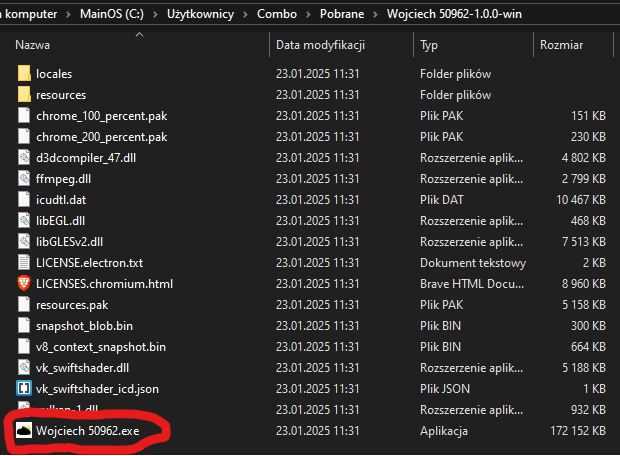 komputer > MainOS (C:) > Użytkownicy > Combo > Pobrane > Wojciech 50962-1.0.0-win
Nazwa Data modyfikacji Typ Rozmiar
locales 23.01.2025 11:31 Folder plików
resources 23.01.2025 11:31 Folder plików
chrome_100_percent.pak 23.01.2025 11:31 Plik PAK 151 KB
chrome_200_percent.pak 23.01.2025 11:31 Plik PAK 230 KB
d3dcompiler_47.dll 23.01.2025 11:31 Rozszerzenie aplik... 4 802 KB
ffmpeg.dll 23.01.2025 11:31 Rozszerzenie aplik... 2 799 KB
icudtl.dat 23.01.2025 11:31 Plik DAT 10 467 KB
libEGL.dll 23.01.2025 11:31 Rozszerzenie aplik... 468 KB
libGLESv2.dll 23.01.2025 11:31 Rozszerzenie aplik... 7 513 KB
LICENSE.electron.txt 23.01.2025 11:31 Dokument tekstowy 2 KB
LICENSES.chromium.html 23.01.2025 11:31 Brave HTML Docu... 8 960 KB
resources.pak 23.01.2025 11:31 Plik PAK 5 158 KB
snapshot_blob.bin 23.01.2025 11:31 Plik BIN 300 KB
v8_context_snapshot.bin 23.01.2025 11:31 Plik BIN 664 KB
vk_swiftshader.dll 23.01.2025 11:31 Rozszerzenie aplik... 5 188 KB
vk_swiftshader_icd.json 23.01.2025 11:31 Plik JSON 1 KB
vulkan-1.dll 23.01.2025 11:31 Rozszerzenie aplik... 932 KB
Wojciech 50962.exe 23.01.2025 11:31 Aplikacja 172 152 KB